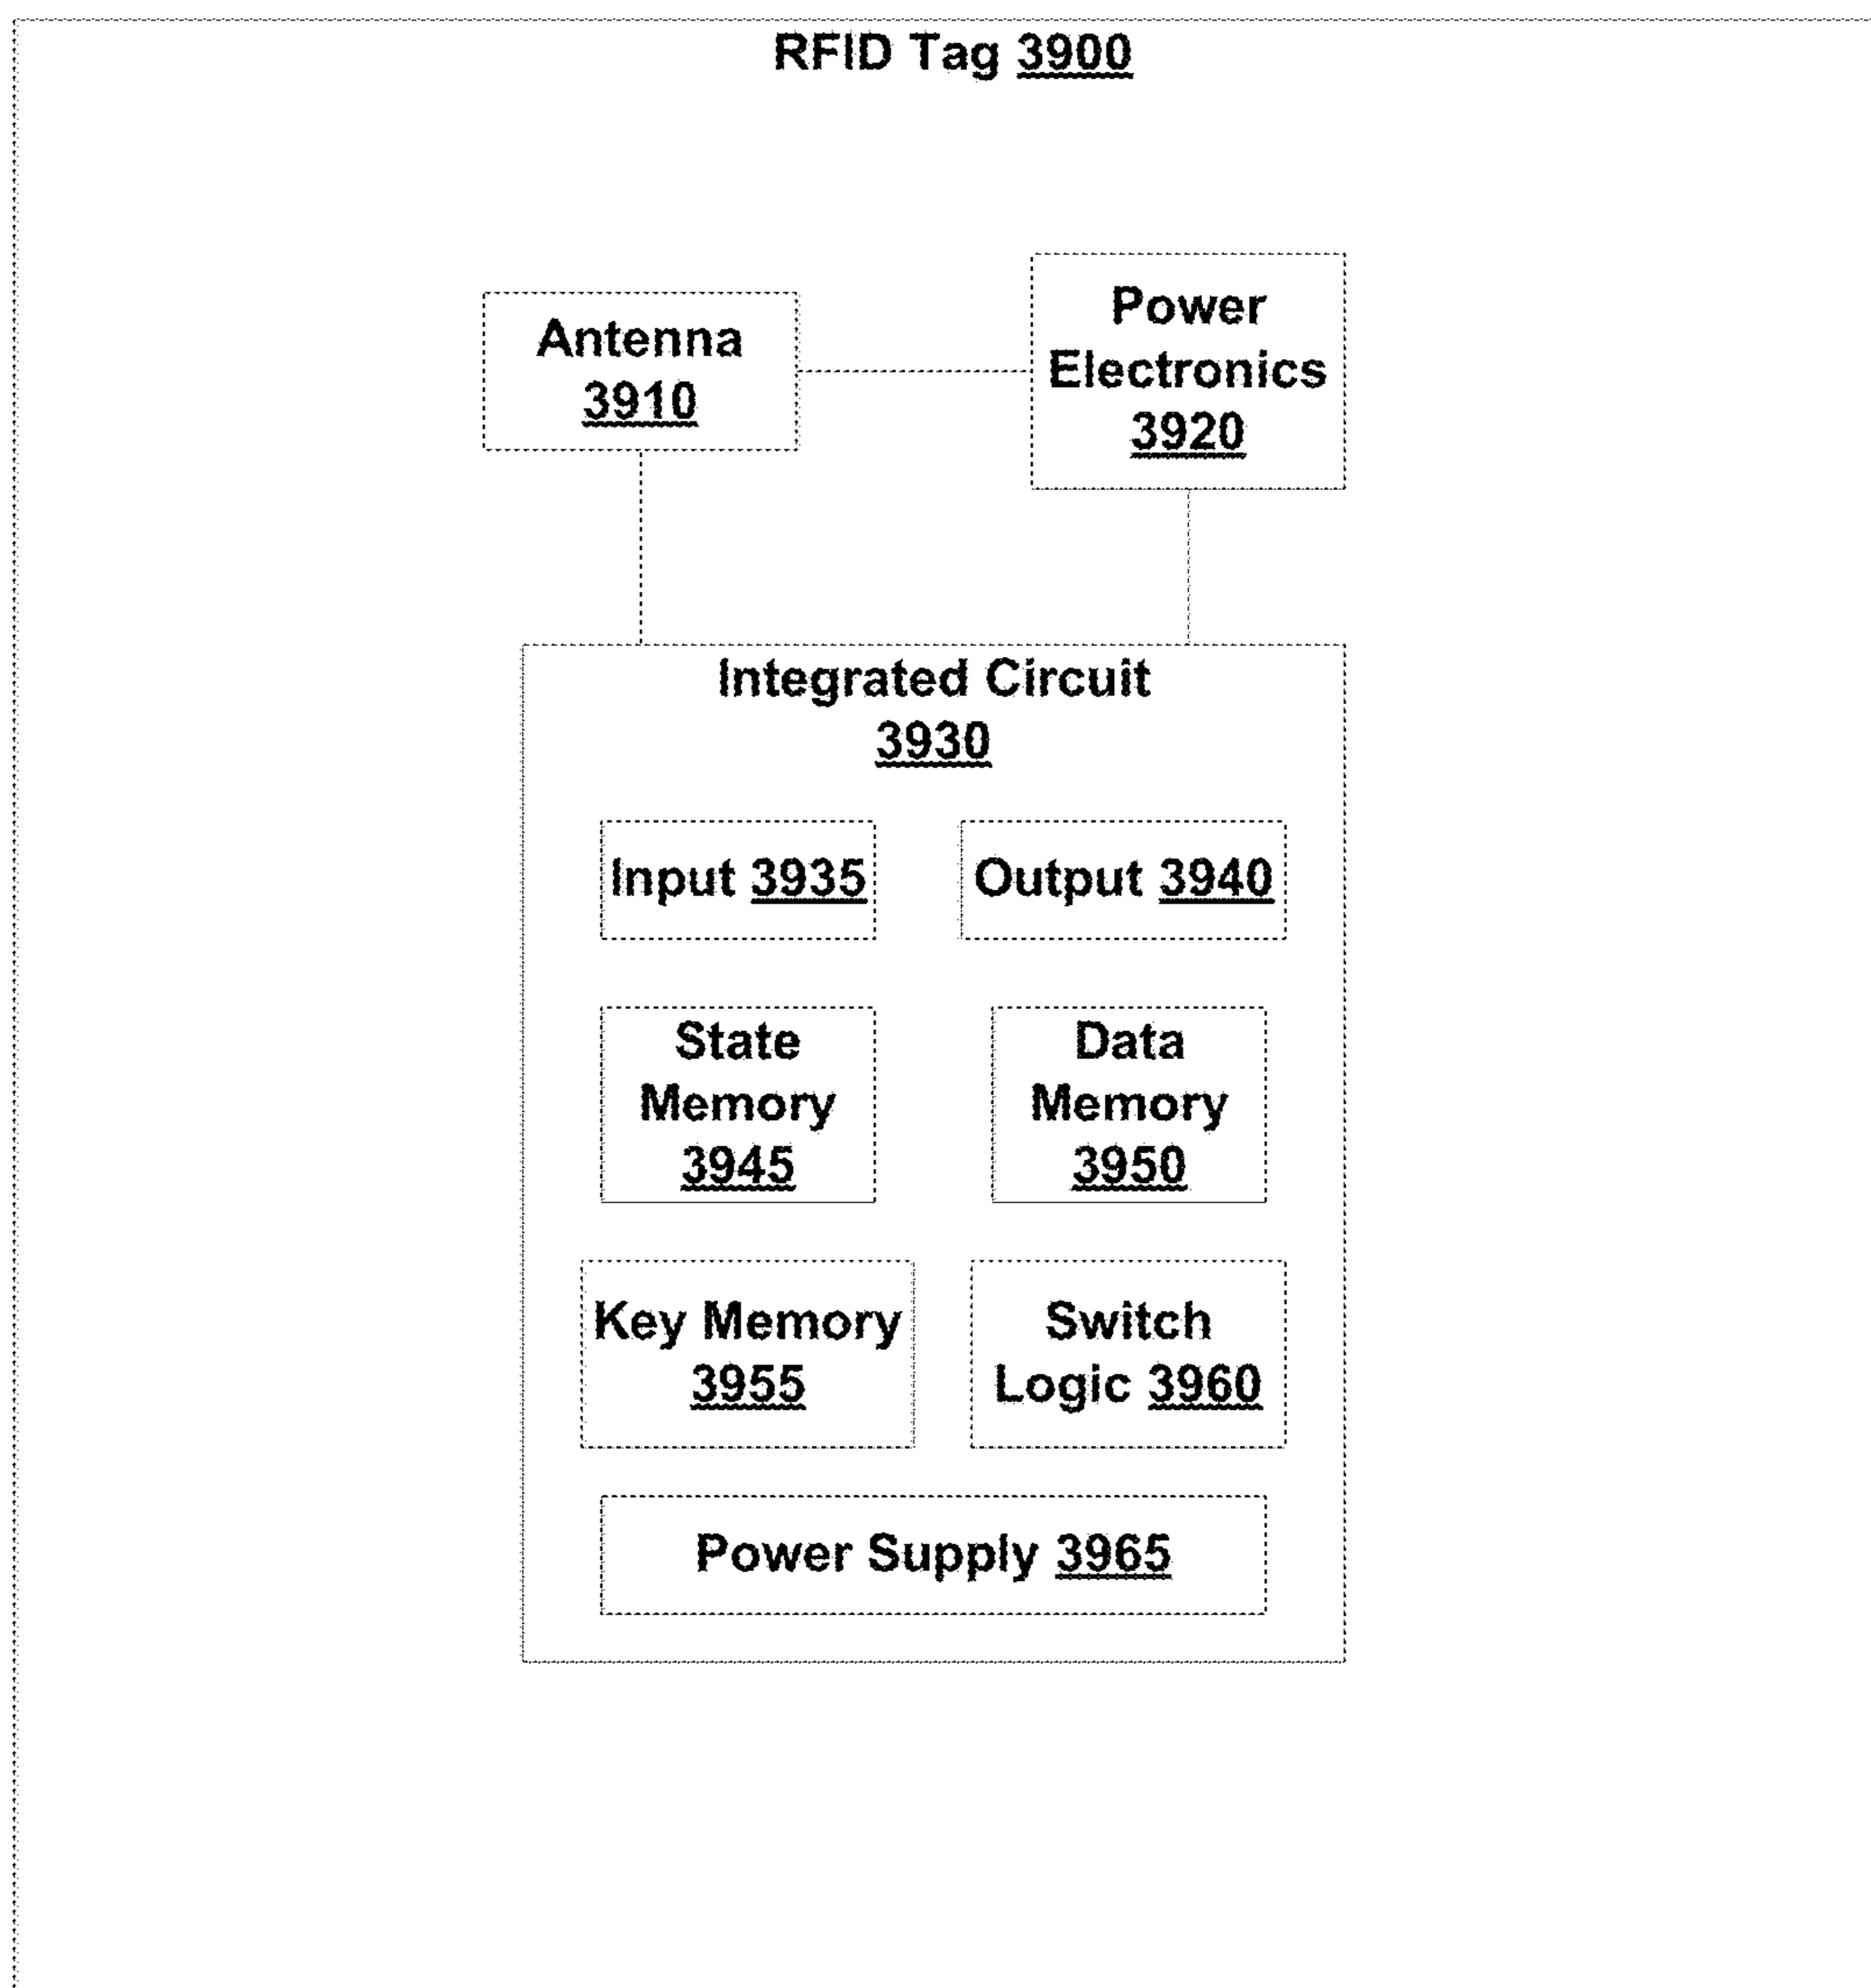 RFID Tag 3900
Antenna
3910
Power
Electronics
3920
Integrated Circuit
3930
Input 3935
Output 3940
State
Memory
3945
Data
Memory
3950
Key Memory
3955
Switch
Logic 3960
Power Supply 3965